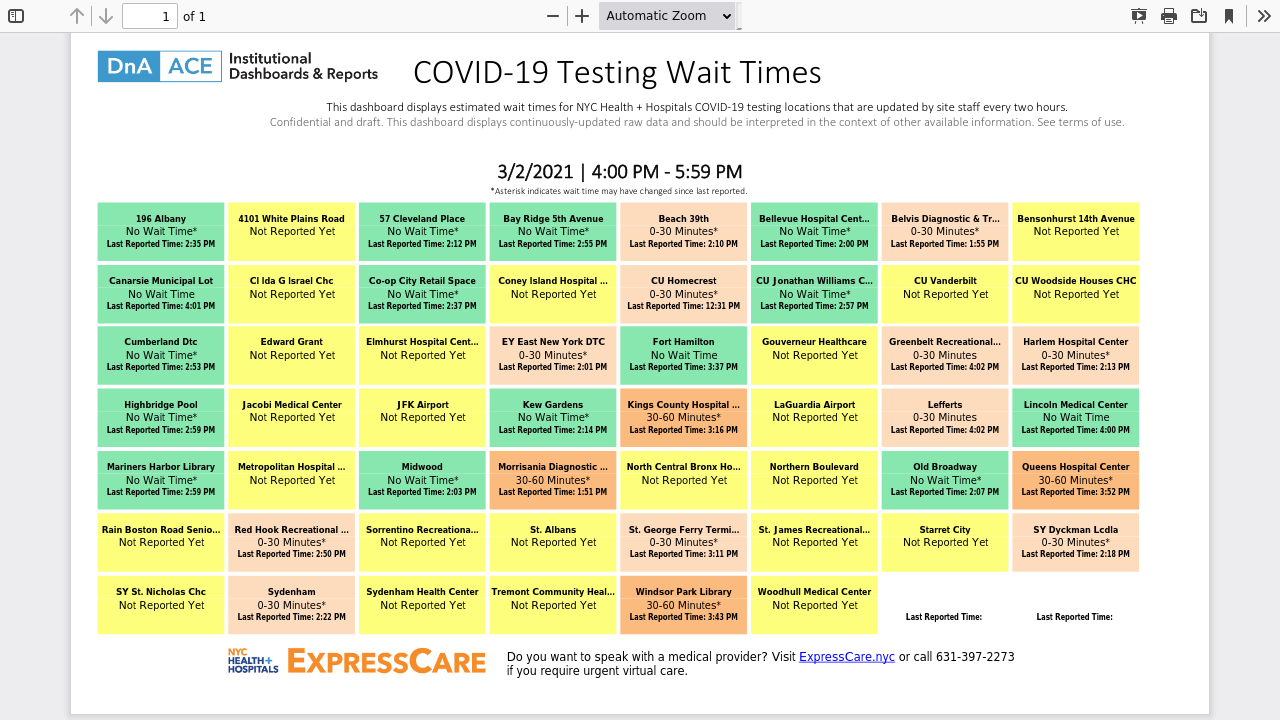 1 of 1 Automatic Zoom
DnA ACE Institutional
Dashboards & Reports
COVID-19 Testing Wait Times
This dashboard displays estimated wait times for NYC Health + Hospitals COVID-19 testing locations that are updated by site staff every two hours.
Confidential and draft. This dashboard displays continuously-updated raw data and should be interpreted in the context of other available information. See terms of use.
3/2/2021 | 4:00 PM - 5:59 PM
*Asterisk indicates wait time may have changed since last reported.
196 Albany
No Wait Time*
Last Reported Time: 2:35 PM
4101 White Plains Road
Not Reported Yet
57 Cleveland Place
No Wait Time*
Last Reported Time: 2:12 PM
Bay Ridge 5th Avenue
No Wait Time*
Last Reported Time: 2:55 PM
Beach 39th
0-30 Minutes*
Last Reported Time: 2:10 PM
Bellevue Hospital Cent...
No Wait Time*
Last Reported Time: 2:00 PM
Belvis Diagnostic & Tr...
0-30 Minutes*
Last Reported Time: 1:55 PM
Bensonhurst 14th Avenue
Not Reported Yet
Canarsie Municipal Lot
No Wait Time
Last Reported Time: 4:01 PM
Cl Ida G Israel Chc
Not Reported Yet
Co-op City Retail Space
No Wait Time*
Last Reported Time: 2:37 PM
Coney Island Hospital ...
Not Reported Yet
CU Homecrest
0-30 Minutes*
Last Reported Time: 12:31 PM
CU Jonathan Williams C...
No Wait Time*
Last Reported Time: 2:57 PM
CU Vanderbilt
Not Reported Yet
CU Woodside Houses CHC
Not Reported Yet
Cumberland Dtc
No Wait Time*
Last Reported Time: 2:53 PM
Edward Grant
Not Reported Yet
Elmhurst Hospital Cent...
Not Reported Yet
EY East New York DTC
0-30 Minutes*
Last Reported Time: 2:01 PM
Fort Hamilton
No Wait Time
Last Reported Time: 3:37 PM
Gouverneur Healthcare
Not Reported Yet
Greenbelt Recreational...
0-30 Minutes
Last Reported Time: 4:02 PM
Harlem Hospital Center
0-30 Minutes*
Last Reported Time: 2:13 PM
Highbridge Pool
No Wait Time*
Last Reported Time: 2:59 PM
Jacobi Medical Center
Not Reported Yet
JFK Airport
Not Reported Yet
Kew Gardens
No Wait Time*
Last Reported Time: 2:14 PM
Kings County Hospital ...
30-60 Minutes*
Last Reported Time: 3:16 PM
LaGuardia Airport
Not Reported Yet
Lefferts
0-30 Minutes
Last Reported Time: 4:02 PM
Lincoln Medical Center
No Wait Time
Last Reported Time: 4:00 PM
Mariners Harbor Library
No Wait Time*
Last Reported Time: 2:59 PM
Metropolitan Hospital ...
Not Reported Yet
Midwood
No Wait Time*
Last Reported Time: 2:03 PM
Morrisania Diagnostic ...
30-60 Minutes*
Last Reported Time: 1:51 PM
North Central Bronx Ho...
Not Reported Yet
Northern Boulevard
Not Reported Yet
Old Broadway
No Wait Time*
Last Reported Time: 2:07 PM
Queens Hospital Center
30-60 Minutes*
Last Reported Time: 3:52 PM
Rain Boston Road Senio...
Not Reported Yet
Red Hook Recreational ...
0-30 Minutes*
Last Reported Time: 2:50 PM
Sorrentino Recreationa...
Not Reported Yet
St. Albans
Not Reported Yet
St. George Ferry Termi...
0-30 Minutes*
Last Reported Time: 3:11 PM
St. James Recreational...
Not Reported Yet
Starret City
Not Reported Yet
SY Dyckman Lcdla
0-30 Minutes*
Last Reported Time: 2:18 PM
SY St. Nicholas Chc
Not Reported Yet
Sydenham
0-30 Minutes*
Last Reported Time: 2:22 PM
Sydenham Health Center
Not Reported Yet
Tremont Community Heal...
Not Reported Yet
Windsor Park Library
30-60 Minutes*
Last Reported Time: 3:43 PM
Woodhull Medical Center
Not Reported Yet
Last Reported Time:
Last Reported Time:
NYC
HEALTH+
HOSPITALS
EXPRESSCARE
Do you want to speak with a medical provider? Visit ExpressCare.nyc or call 631-397-2273
if you require urgent virtual care.